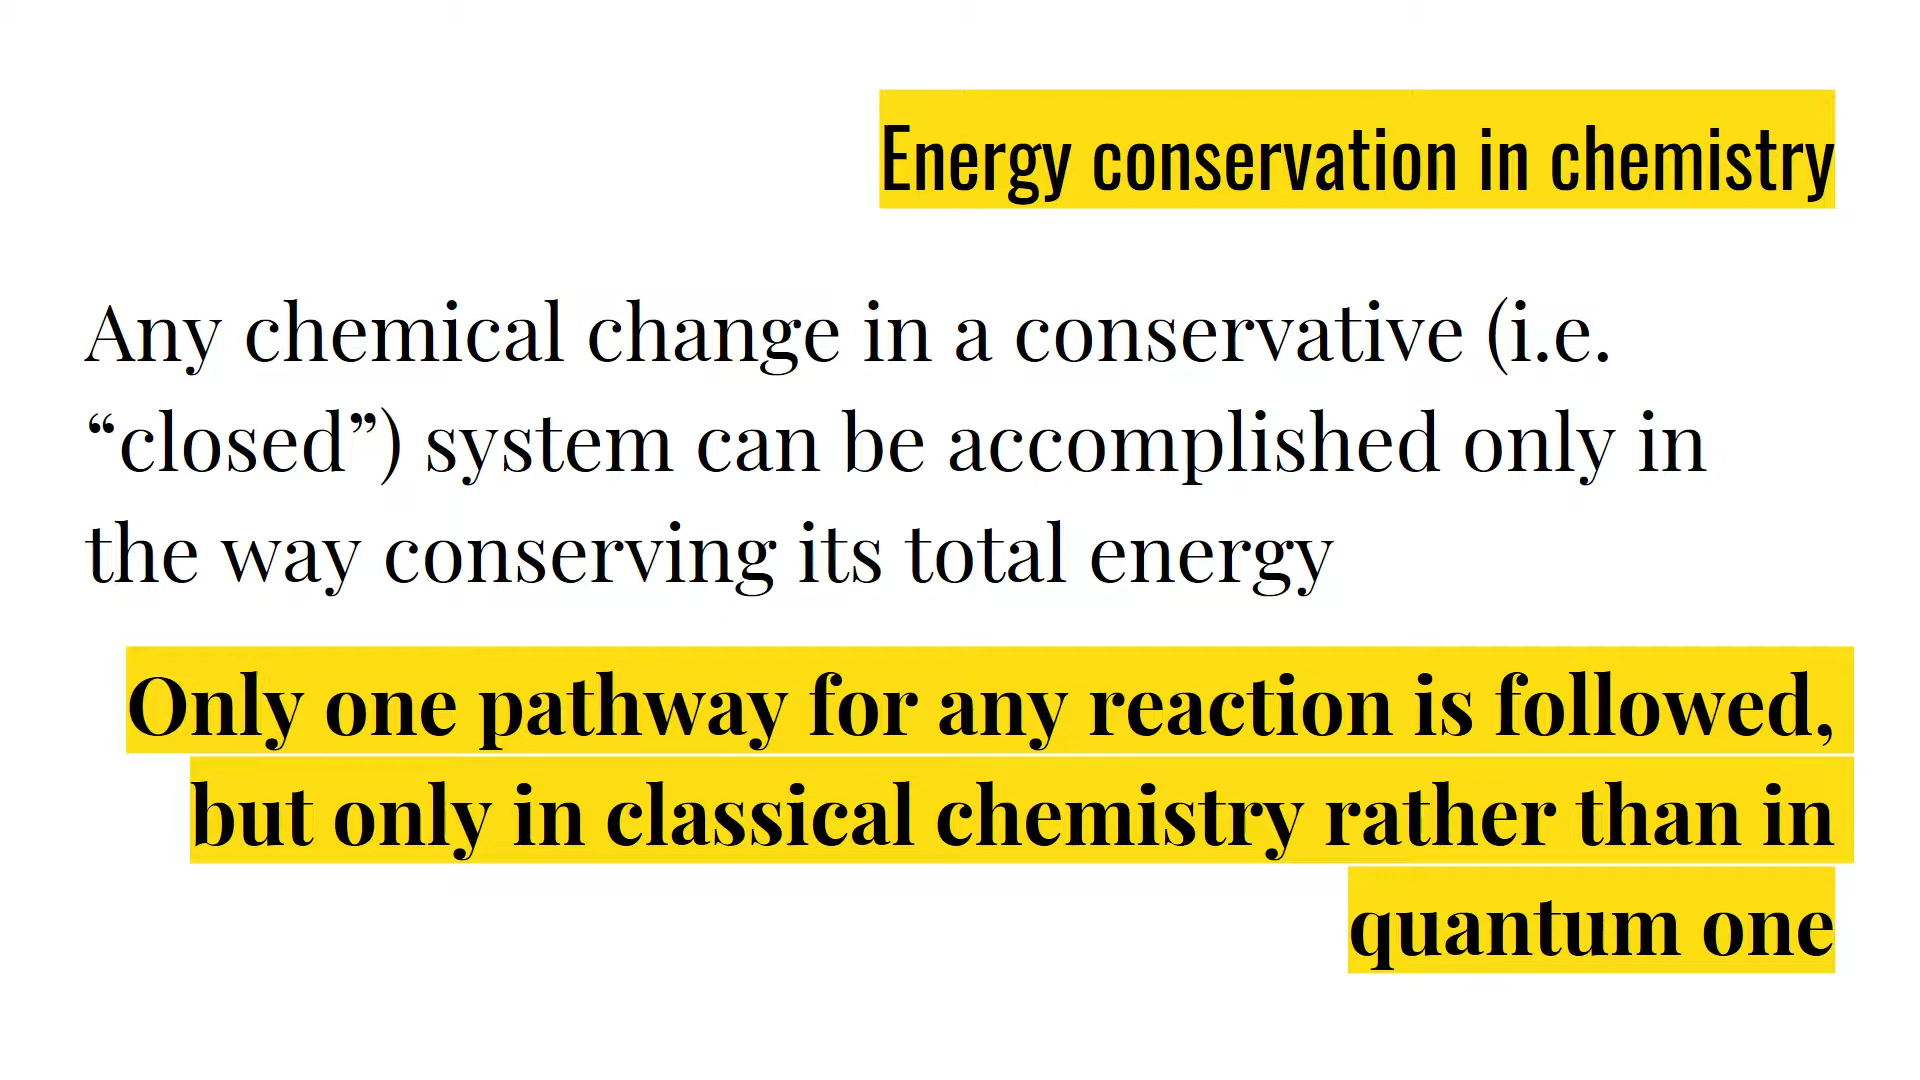 Energy conservation in chemistry
Any chemical change in a conservative (i.e.
“closed”) system can be accomplished only in
the way conserving its total energy
Only one pathway for any reaction is followed,
but only in classical chemistry rather than in
quantum one